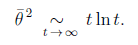 θ̄² ∼ t ln t.
t→∞